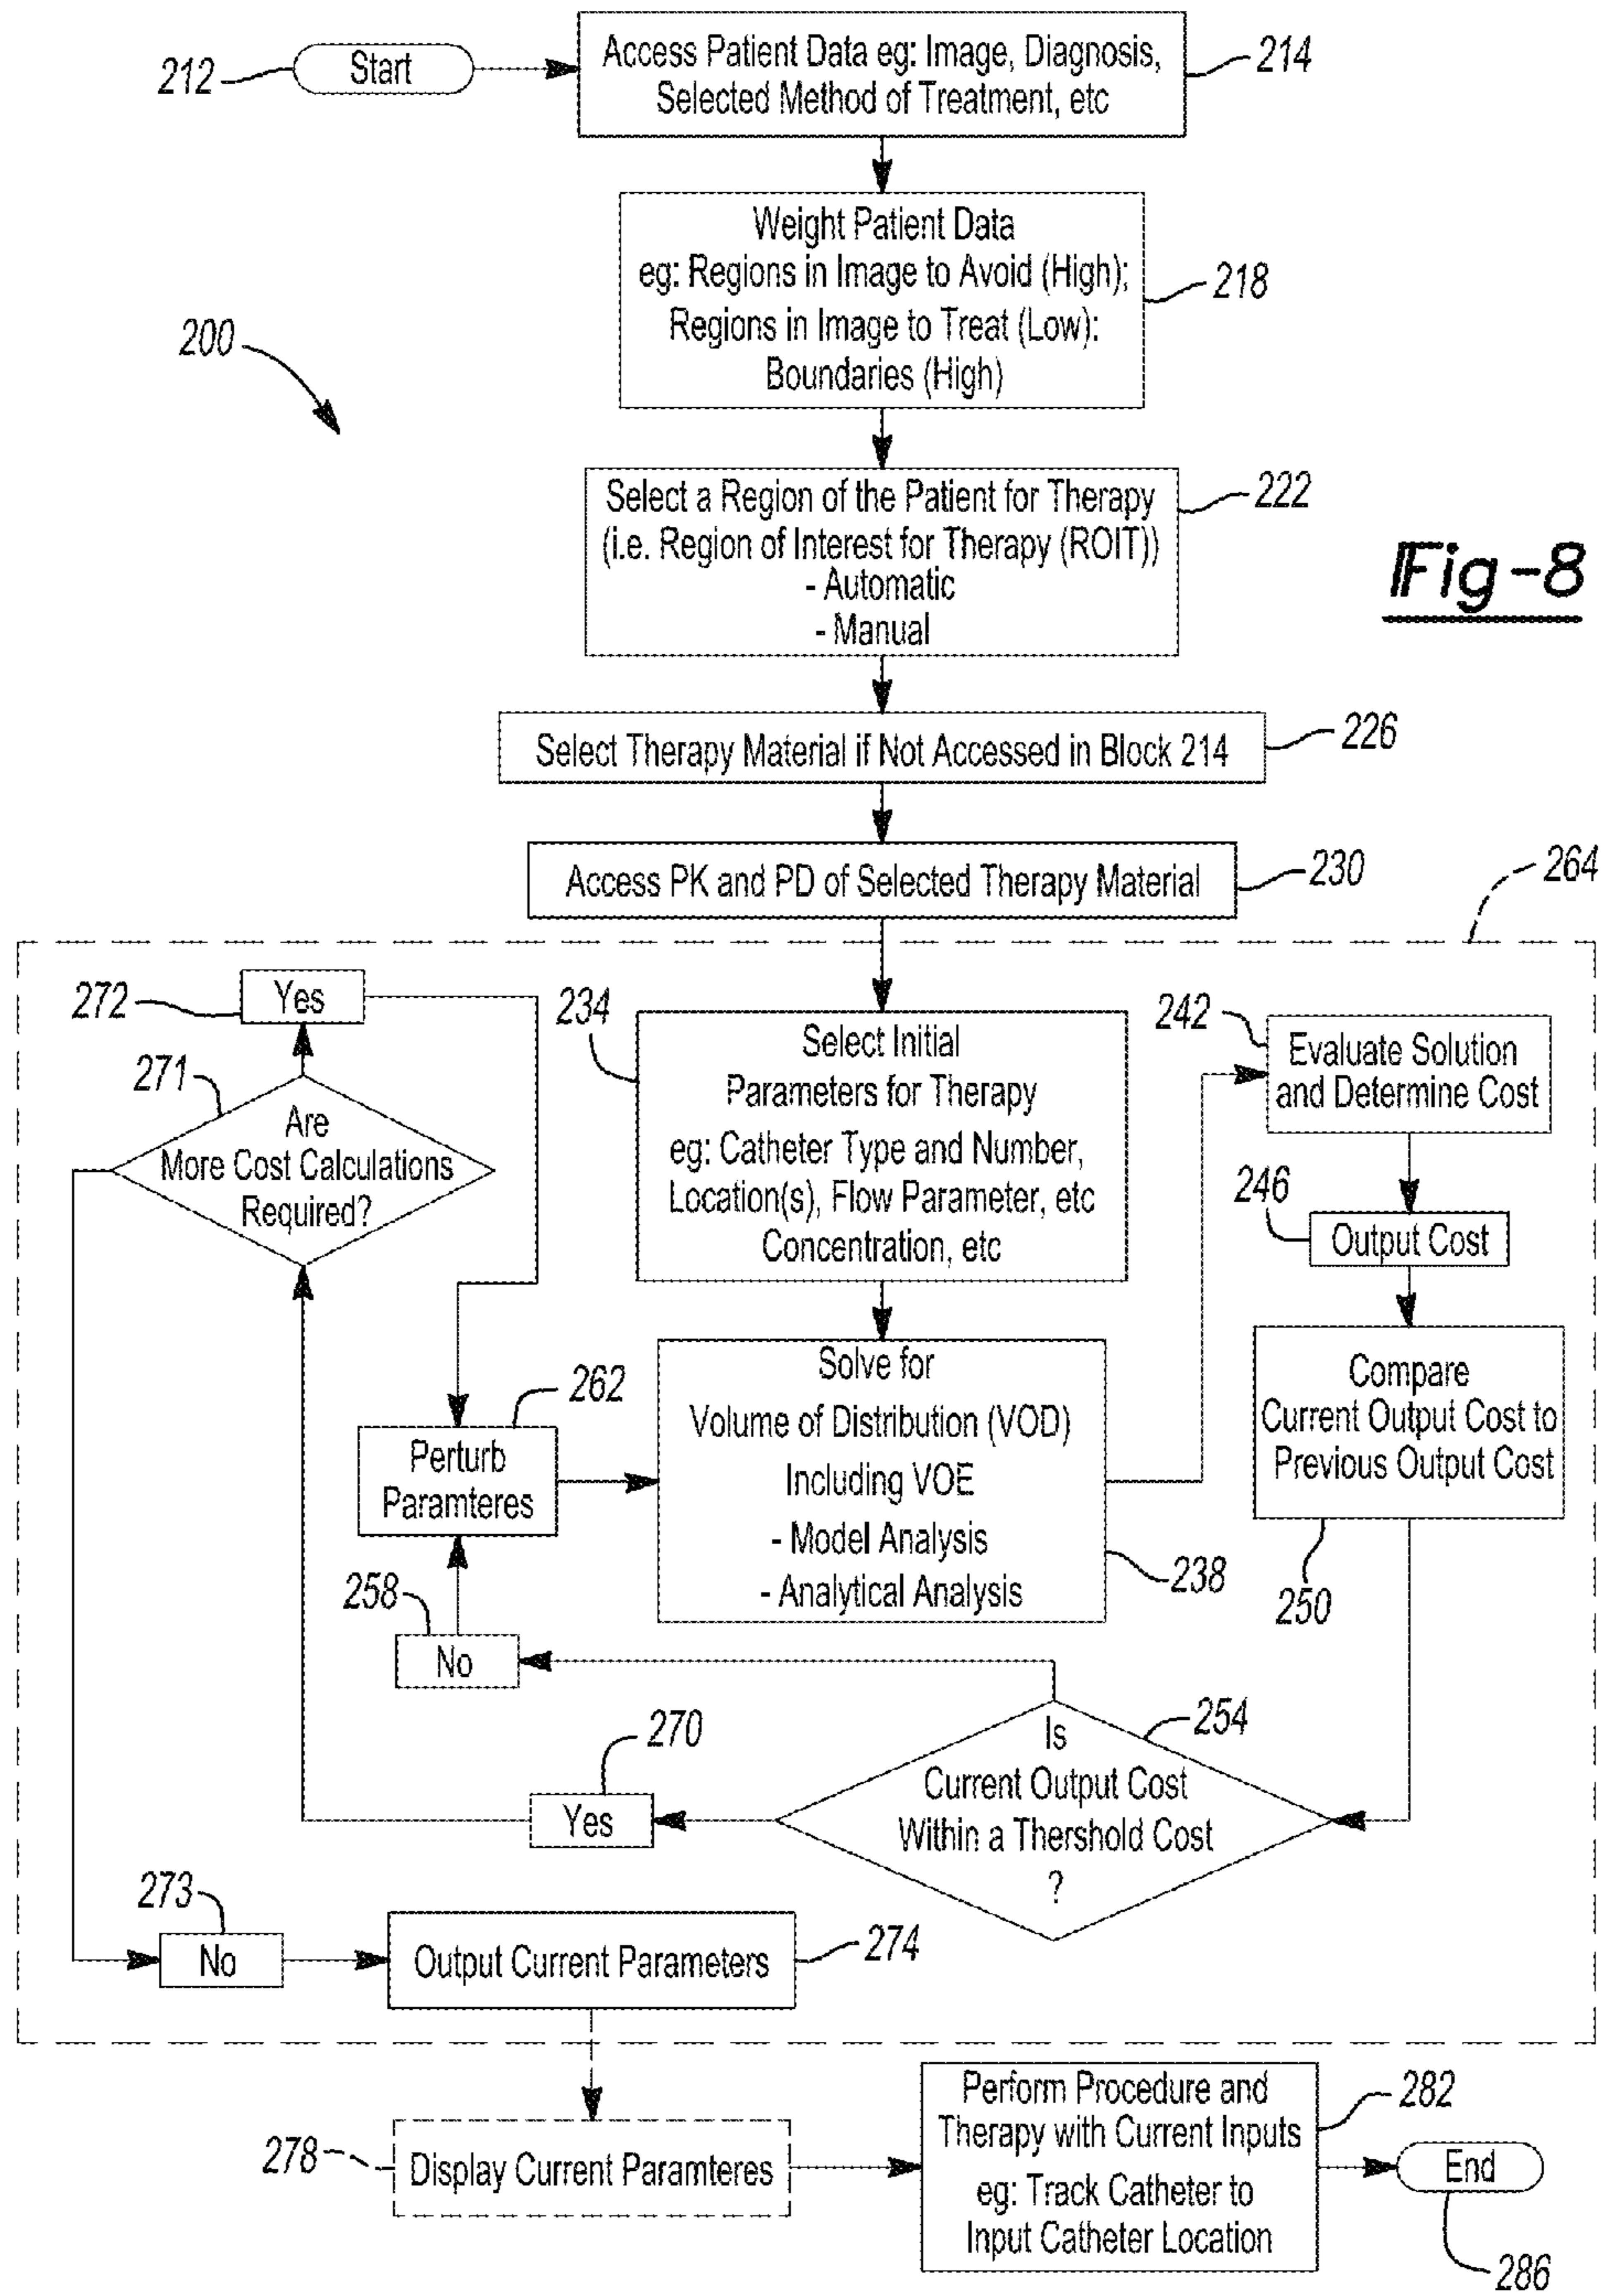 212
Start
Access Patient Data eg: Image, Diagnosis,
Selected Method of Treatment, etc
214
Weight Patient Data
eg: Regions in Image to Avoid (High);
Regions in Image to Treat (Low):
Boundaries (High)
218
200
Select a Region of the Patient for Therapy
(i.e. Region of Interest for Therapy (ROIT))
- Automatic
- Manual
222
Fig-8
Select Therapy Material if Not Accessed in Block 214
226
Access PK and PD of Selected Therapy Material
230
264
272
Yes
271
Are
More Cost Calculations
Required?
234
Select Initial
Parameters for Therapy
eg: Catheter Type and Number,
Location(s), Flow Parameter, etc
Concentration, etc
242
Evaluate Solution
and Determine Cost
246
Output Cost
Compare
Current Output Cost to
Previous Output Cost
250
262
Perturb
Paramteres
Solve for
Volume of Distribution (VOD)
Including VOE
- Model Analysis
- Analytical Analysis
238
258
No
254
Is
Current Output Cost
Within a Thershold Cost
?
270
Yes
273
No
Output Current Parameters
274
278
Display Current Paramteres
Perform Procedure and
Therapy with Current Inputs
eg: Track Catheter to
Input Catheter Location
282
End
286